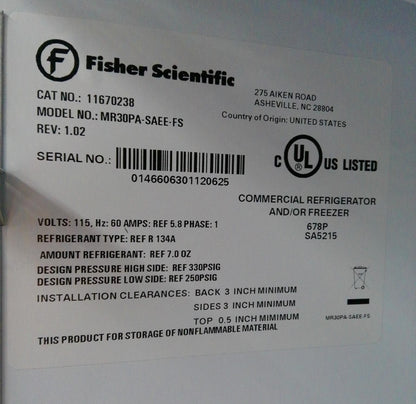 f Fisher Scientific
275 AIKEN ROAD
ASHEVILLE, NC 28804
Country of Origin: UNITED STATES
CAT NO.: 11670238
MODEL NO.: MR30PA-SAEE-FS
REV: 1.02
SERIAL NO.:
0146606301120625
C UL US LISTED
COMMERCIAL REFRIGERATOR
AND/OR FREEZER
678P
SA5215
VOLTS: 115, Hz: 60 AMPS: REF 5.8 PHASE: 1
REFRIGERANT TYPE: REF R 134A
AMOUNT REFRIGERANT: REF 7.0 OZ
DESIGN PRESSURE HIGH SIDE: REF 330PSIG
DESIGN PRESSURE LOW SIDE: REF 250PSIG
INSTALLATION CLEARANCES: BACK 3 INCH MINIMUM
SIDES 3 INCH MINIMUM
TOP 0.5 INCH MIMIMUM
MR30PA-SAEE-FS
THIS PRODUCT FOR STORAGE OF NONFLAMMABLE MATERIAL